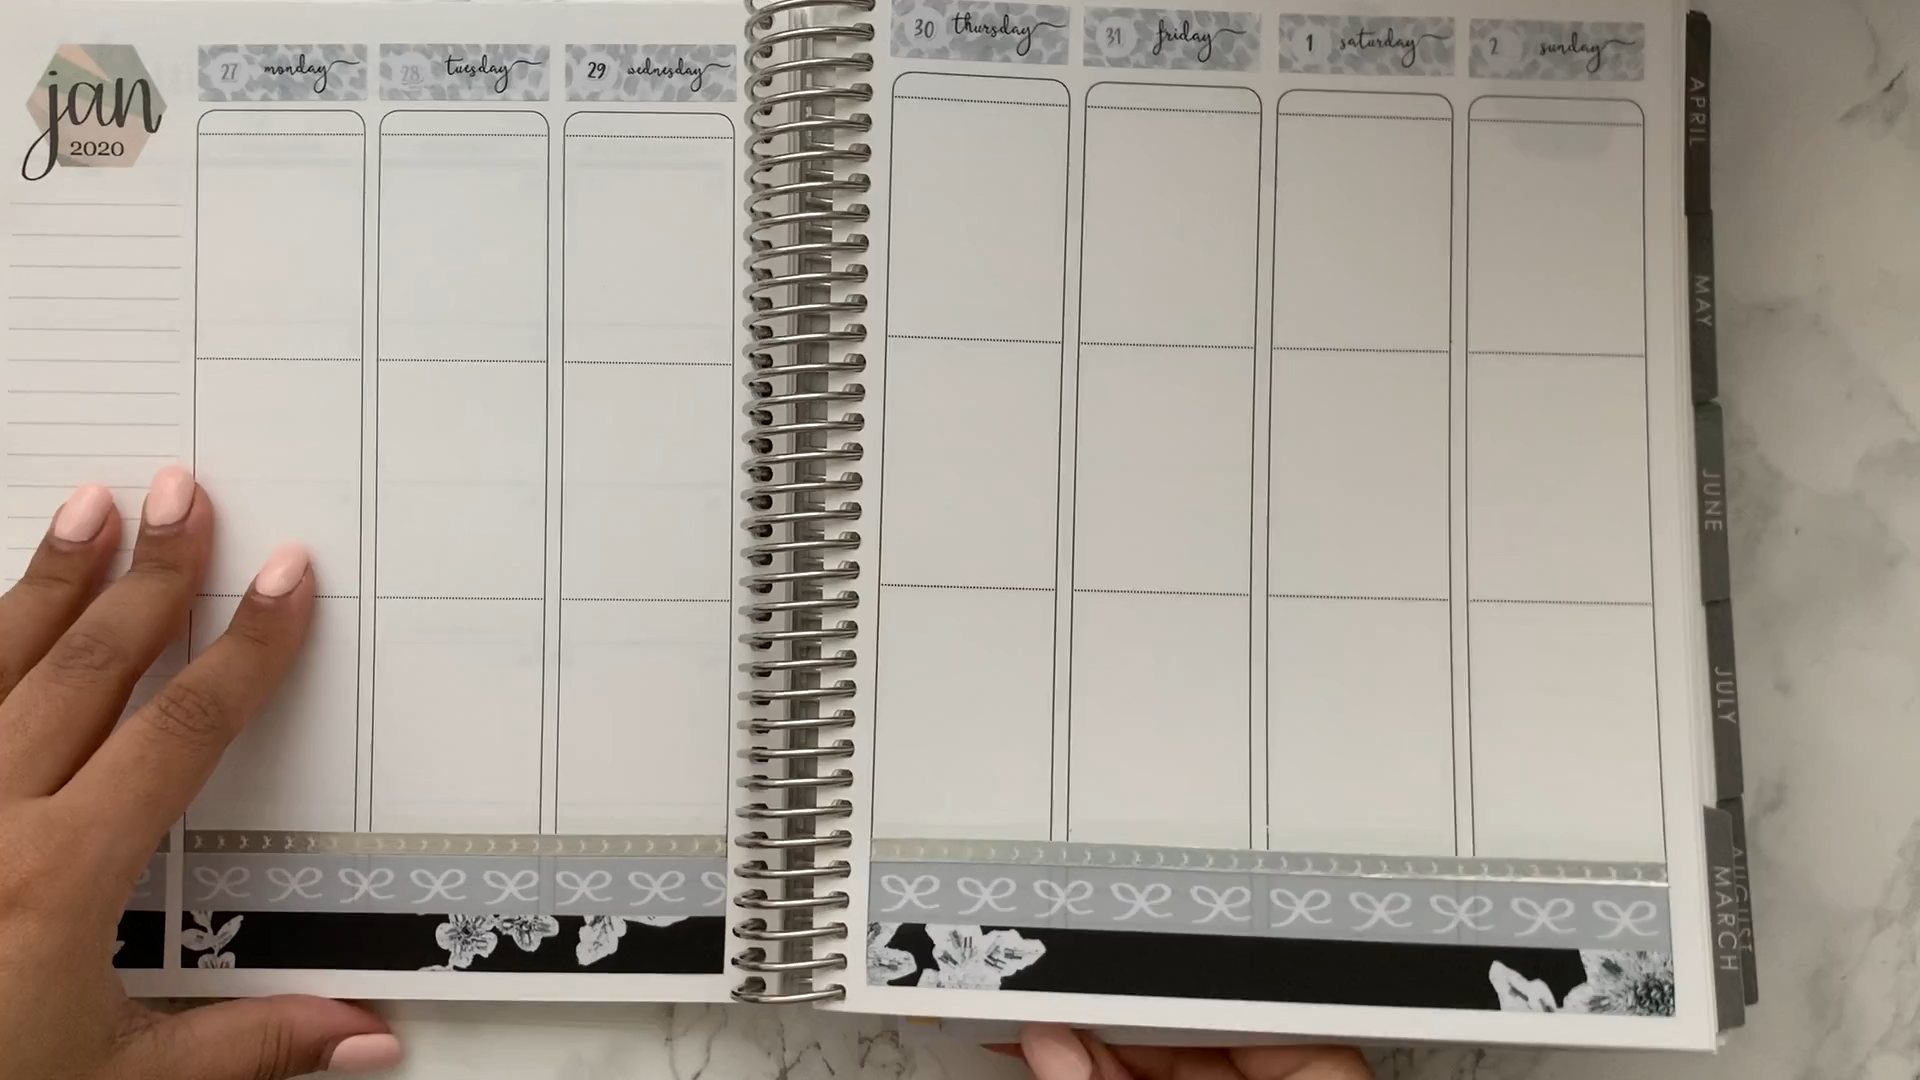 jan
2020
27 monday
28 tuesday
29 wednesday
30 thursday
31 friday
1 saturday
2 sunday
APRIL
MAY
JUNE
JULY
AUGUST
MARCH